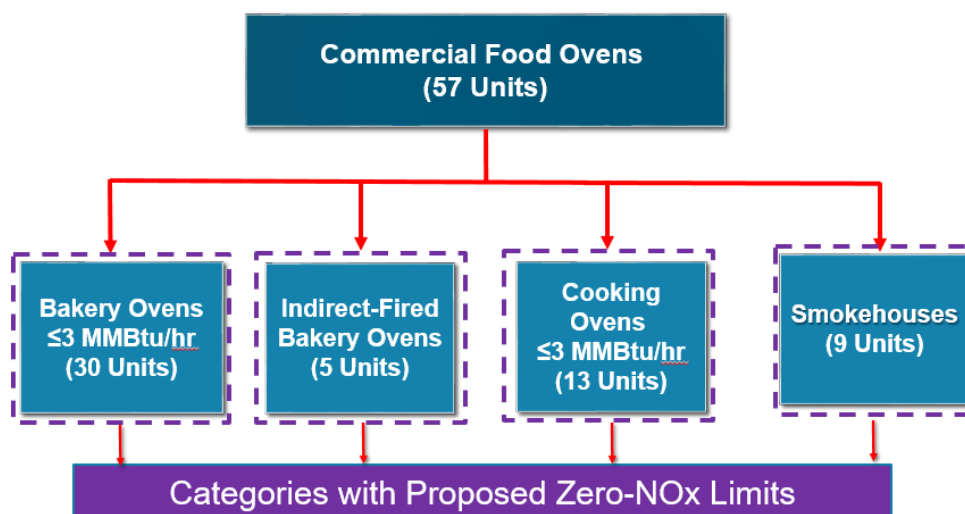 Commercial Food Ovens
(57 Units)
Bakery Ovens
≤3 MMBtu/hr
(30 Units)
Indirect-Fired
Bakery Ovens
(5 Units)
Cooking
Ovens
≤3 MMBtu/hr
(13 Units)
Smokehouses
(9 Units)
Categories with Proposed Zero-NOx Limits